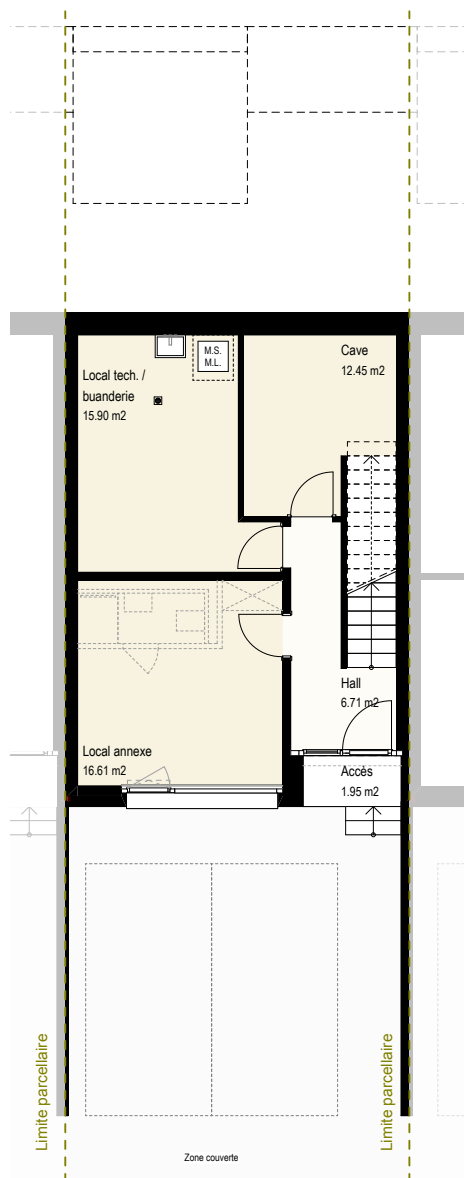 M.S.
M.L.
Cave
12.45 m2
Local tech. /
buanderie
15.90 m2
Hall
6.71 m2
Local annexe
16.61 m2
Accès
1.95 m2
Limite parcellaire
Limite parcellaire
Zone couverte